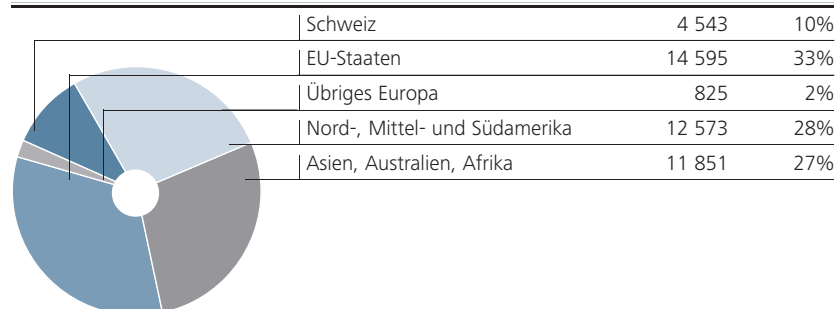 Schweiz 4 543 10%
EU-Staaten 14 595 33%
Übriges Europa 825 2%
Nord-, Mittel- und Südamerika 12 573 28%
Asien, Australien, Afrika 11 851 27%